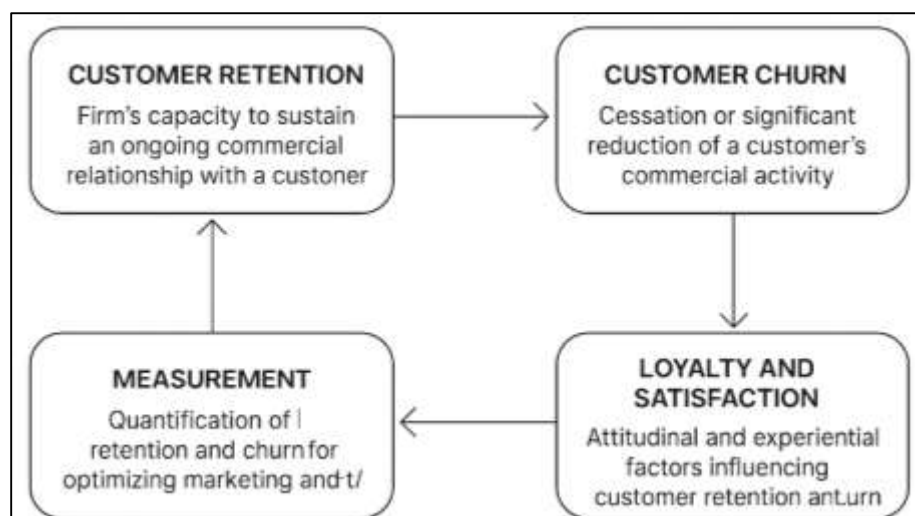 CUSTOMER RETENTION
Firm's capacity to sustain
an ongoing commercial
relationship with a custoner
CUSTOMER CHURN
Cessation or significant
reduction of a customer's
commercial activity
MEASUREMENT
Quantification of
retention and churn for
optimizing marketing and
LOYALTY AND
SATISFACTION
Attitudinal and experiential
factors influencing
customer retention